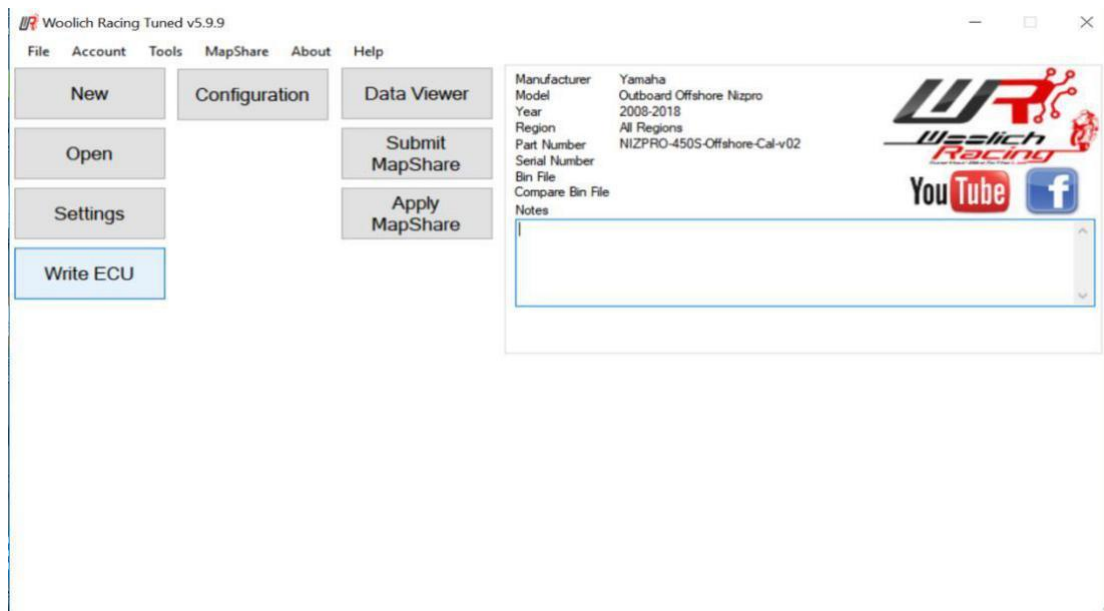 Woolich Racing Tuned v5.9.9
File Account Tools MapShare About Help
New
Configuration
Data Viewer
Open
Submit
MapShare
Settings
Apply
MapShare
Write ECU
Manufacturer Yamaha
Model Outboard Offshore Nizpro
Year 2008-2018
Region All Regions
Part Number NIZPRO-450S-Offshore-Cal-v02
Serial Number
Bin File
Compare Bin File
Notes
WR
Woolich
Racing
You Tube
f